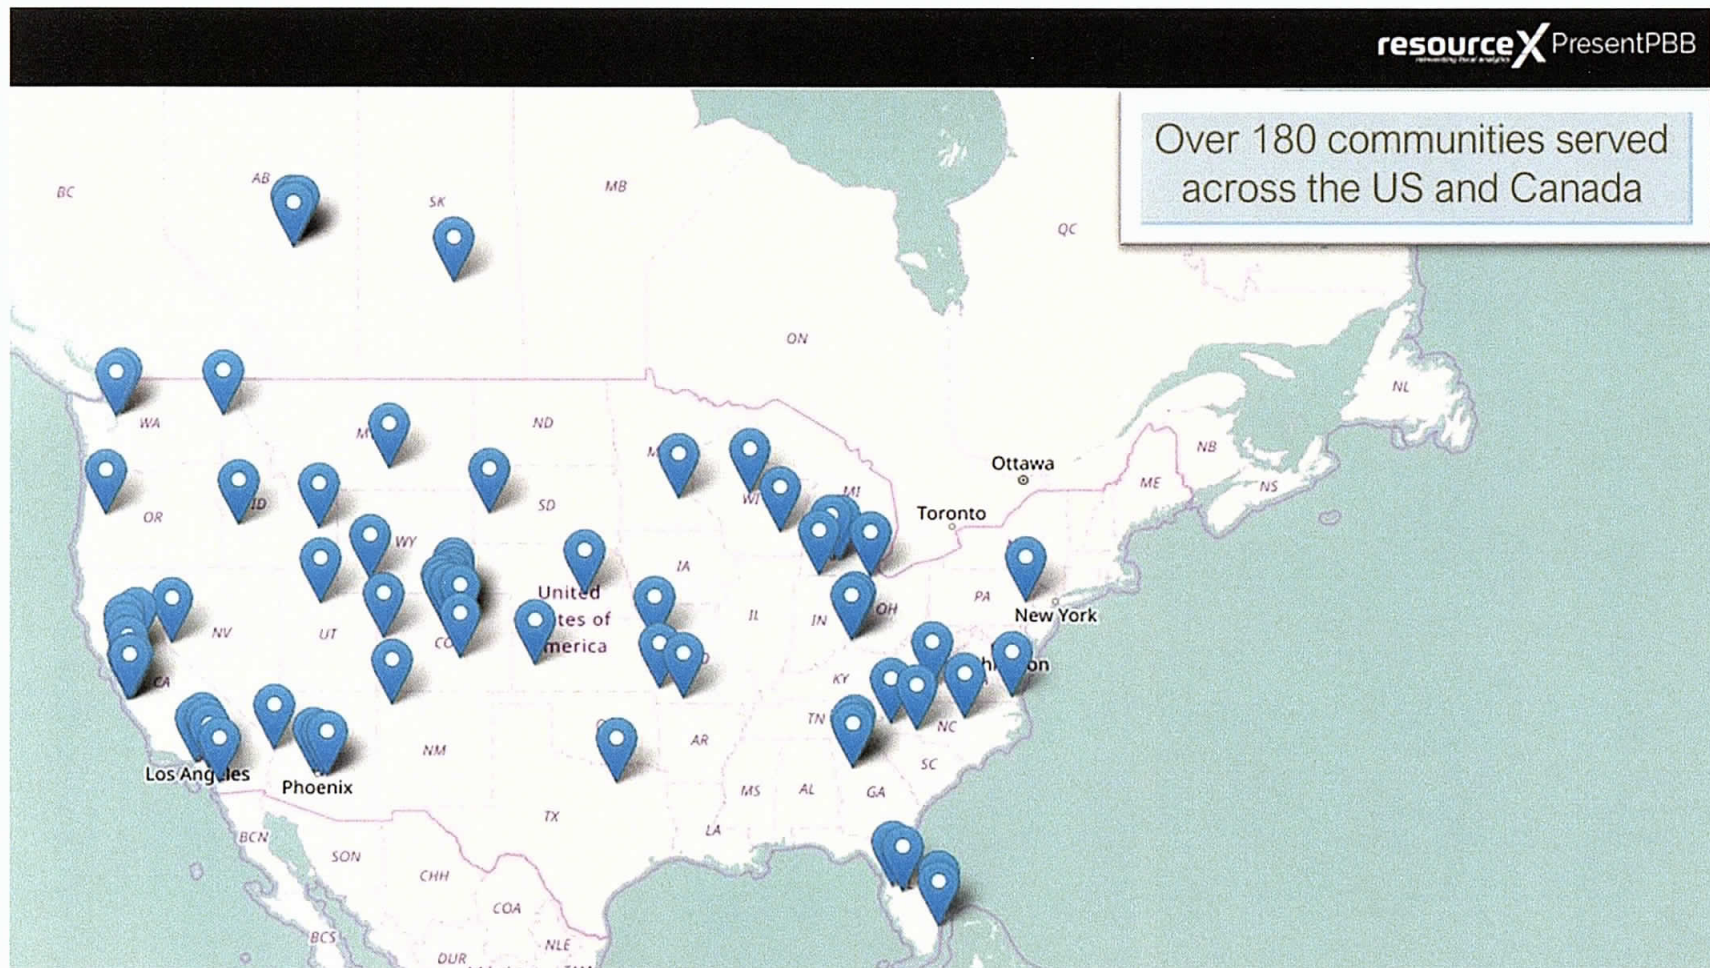 resourceX PresentPBB
Over 180 communities served
across the US and Canada
BC
AB
SK
MB
ON
QC
NL
NB
NS
ME
WA
ND
OR
ID
SD
WY
WI
MI
Ottawa
Toronto
IA
United
tes of
merica
NV
UT
CO
IL
IN
OH
PA
New York
CA
KY
TN
NC
NM
AR
SC
Los Angeles
Phoenix
MS
AL
GA
TX
LA
BCN
SON
CHH
COA
BCS
DUR
NLE